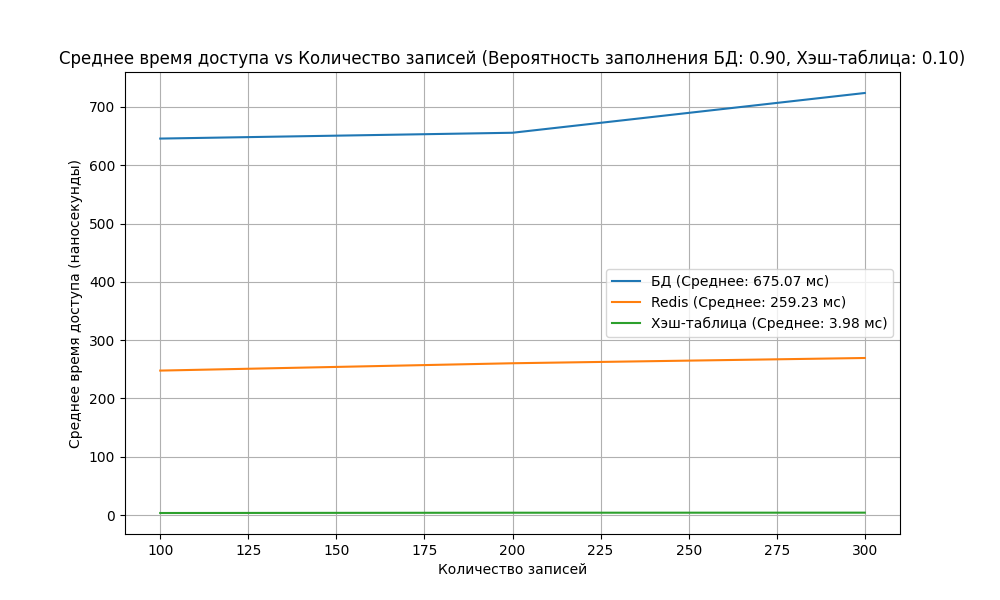 Среднее время доступа vs Количество записей (Вероятность заполнения БД: 0.90, Хэш-таблица: 0.10)
Среднее время доступа (наносекунды)
700
600
500
400
300
200
100
0
БД (Среднее: 675.07 мс)
Redis (Среднее: 259.23 мс)
Хэш-таблица (Среднее: 3.98 мс)
100 125 150 175 200 225 250 275 300
Количество записей